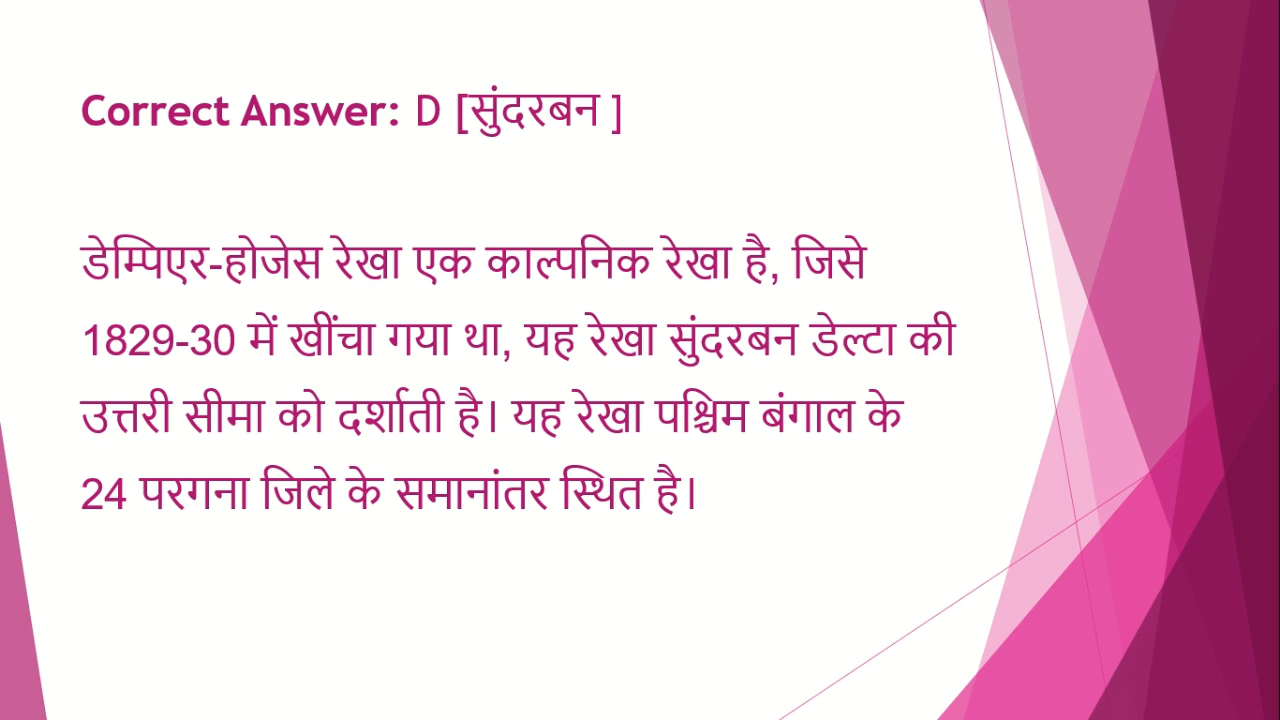 Correct Answer: D [सुंदरबन ]
डेम्पिएर-होजेस रेखा एक काल्पनिक रेखा है, जिसे
1829-30 में खींचा गया था, यह रेखा सुंदरबन डेल्टा की
उत्तरी सीमा को दर्शाती है। यह रेखा पश्चिम बंगाल के
24 परगना जिले के समानांतर स्थित है।